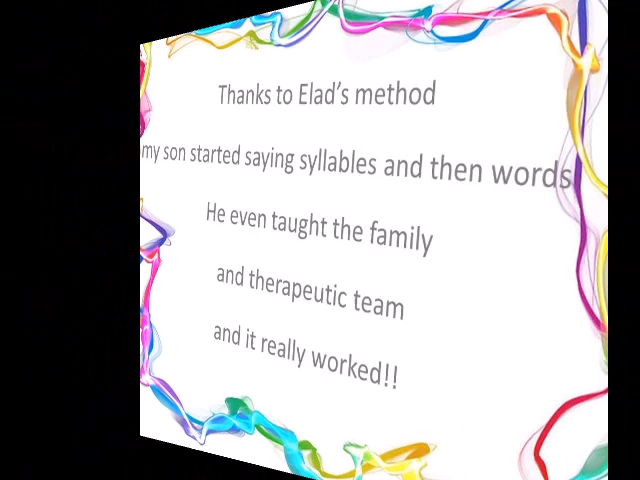 Thanks to Elad's method
my son started saying syllables and then words
He even taught the family
and therapeutic team
and it really worked!!